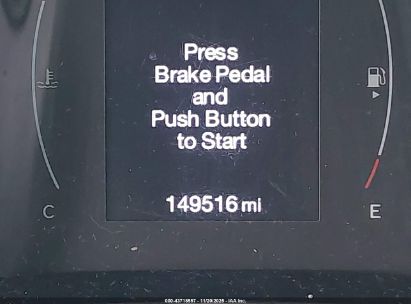 Press
Brake Pedal
and
Push Button
to Start
C
149516 mi
E